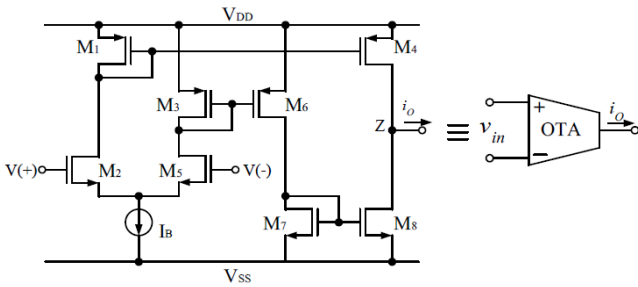 VDD
M1
M4
M3
M6
iO
Z
≡
vin
+
−
OTA
iO
V(+)
M2
M5
V(-)
IB
M7
M8
VSS